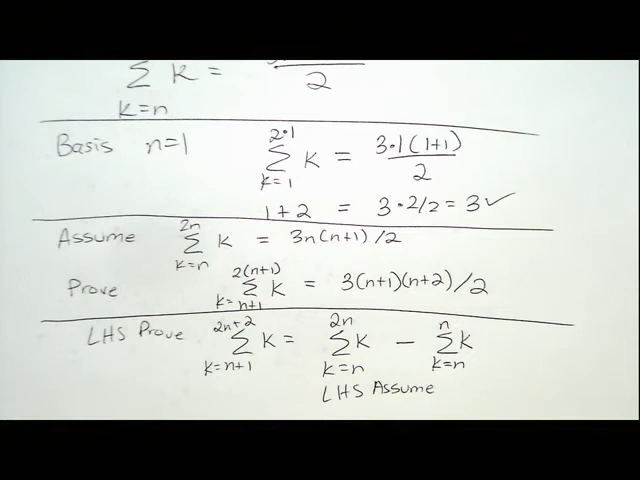 ∑ K =
K=n
2
Basis n=1 2·1 ∑ K=1 K = 3·1(1+1) / 2
1+2 = 3·2/2 = 3 ✓
Assume 2n ∑ K=n K = 3n(n+1)/2
Prove 2(n+1) ∑ K=n+1 K = 3(n+1)(n+2)/2
LHS Prove 2n+2 ∑ K=n+1 K = 2n ∑ K=n K − n ∑ K=n K
LHS Assume